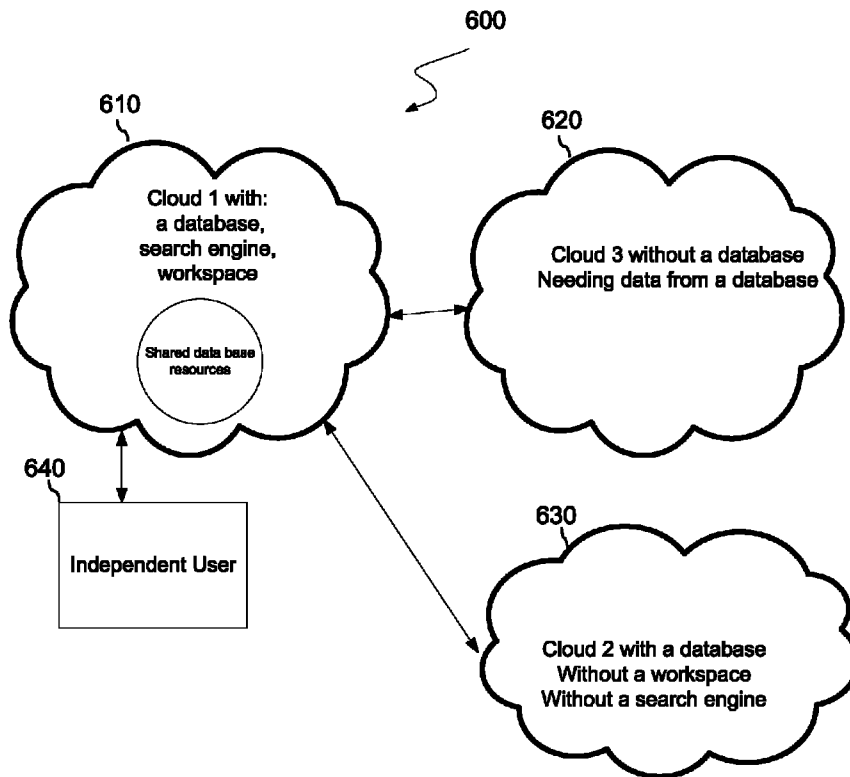 600
610
Cloud 1 with:
a database,
search engine,
workspace
Shared data base
resources
620
Cloud 3 without a database
Needing data from a database
640
Independent User
630
Cloud 2 with a database
Without a workspace
Without a search engine